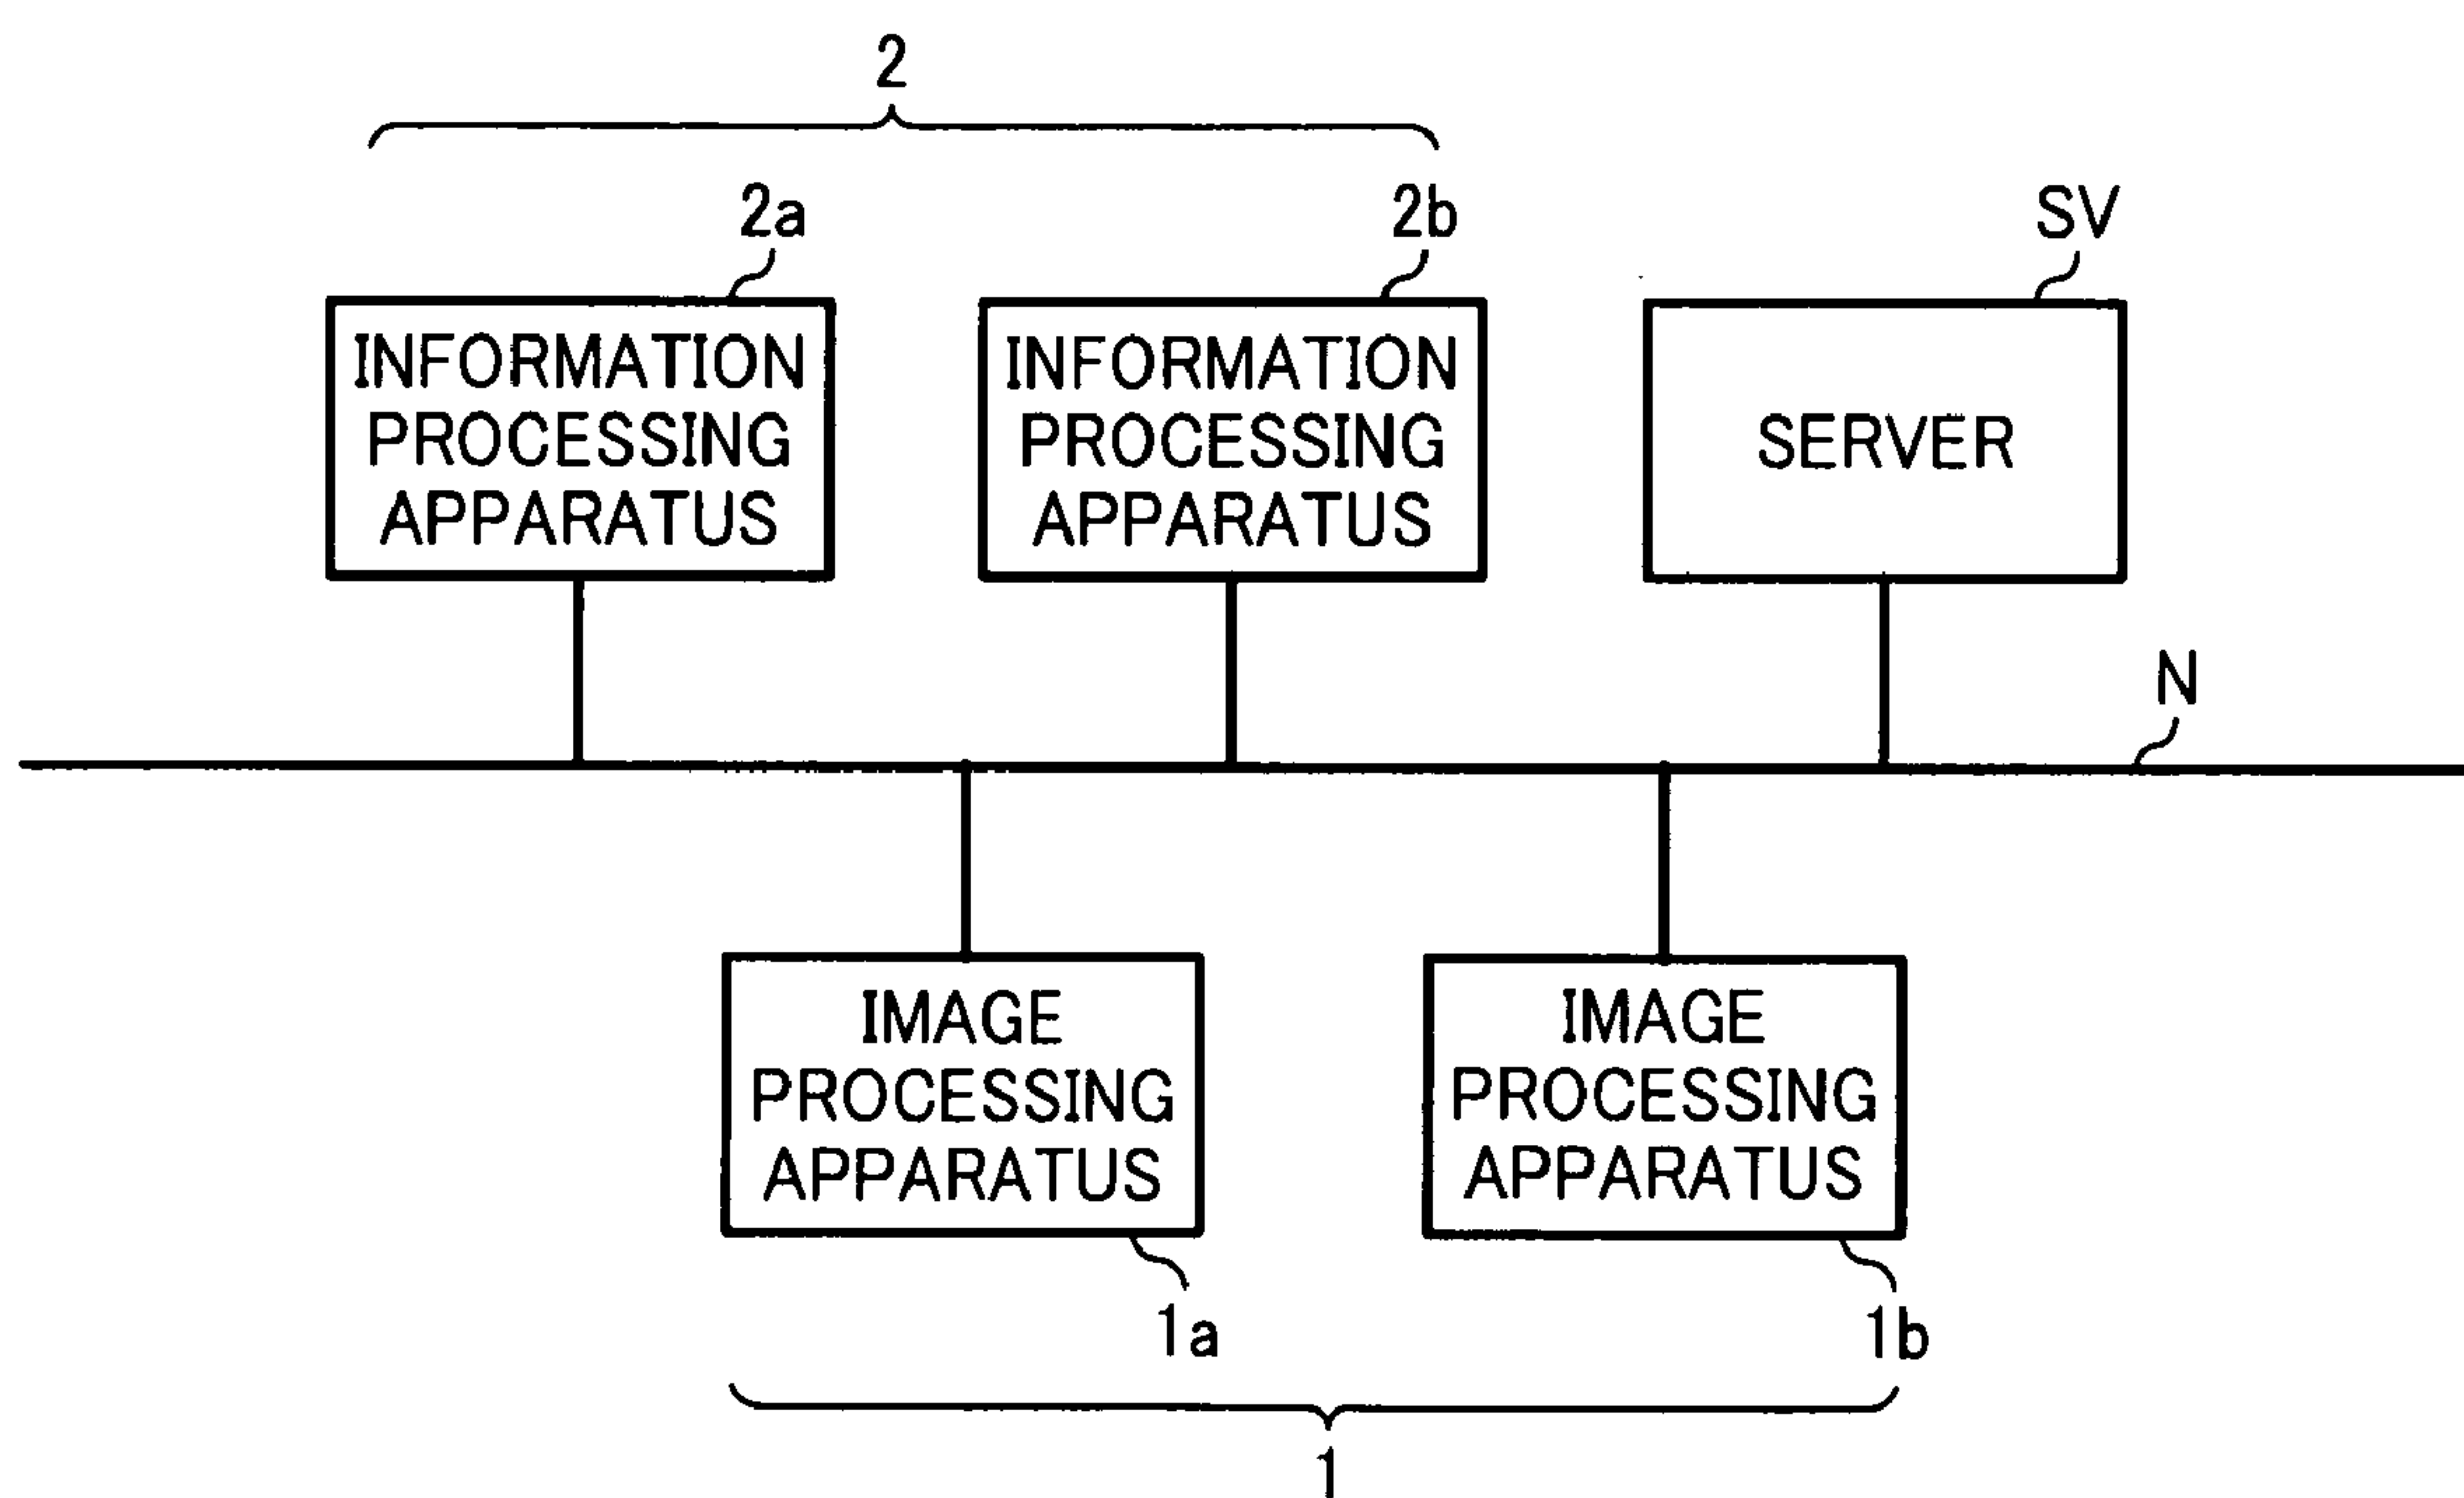 2
2a
2b
SV
INFORMATION
PROCESSING
APPARATUS
INFORMATION
PROCESSING
APPARATUS
SERVER
N
IMAGE
PROCESSING
APPARATUS
IMAGE
PROCESSING
APPARATUS
1a
1b
1